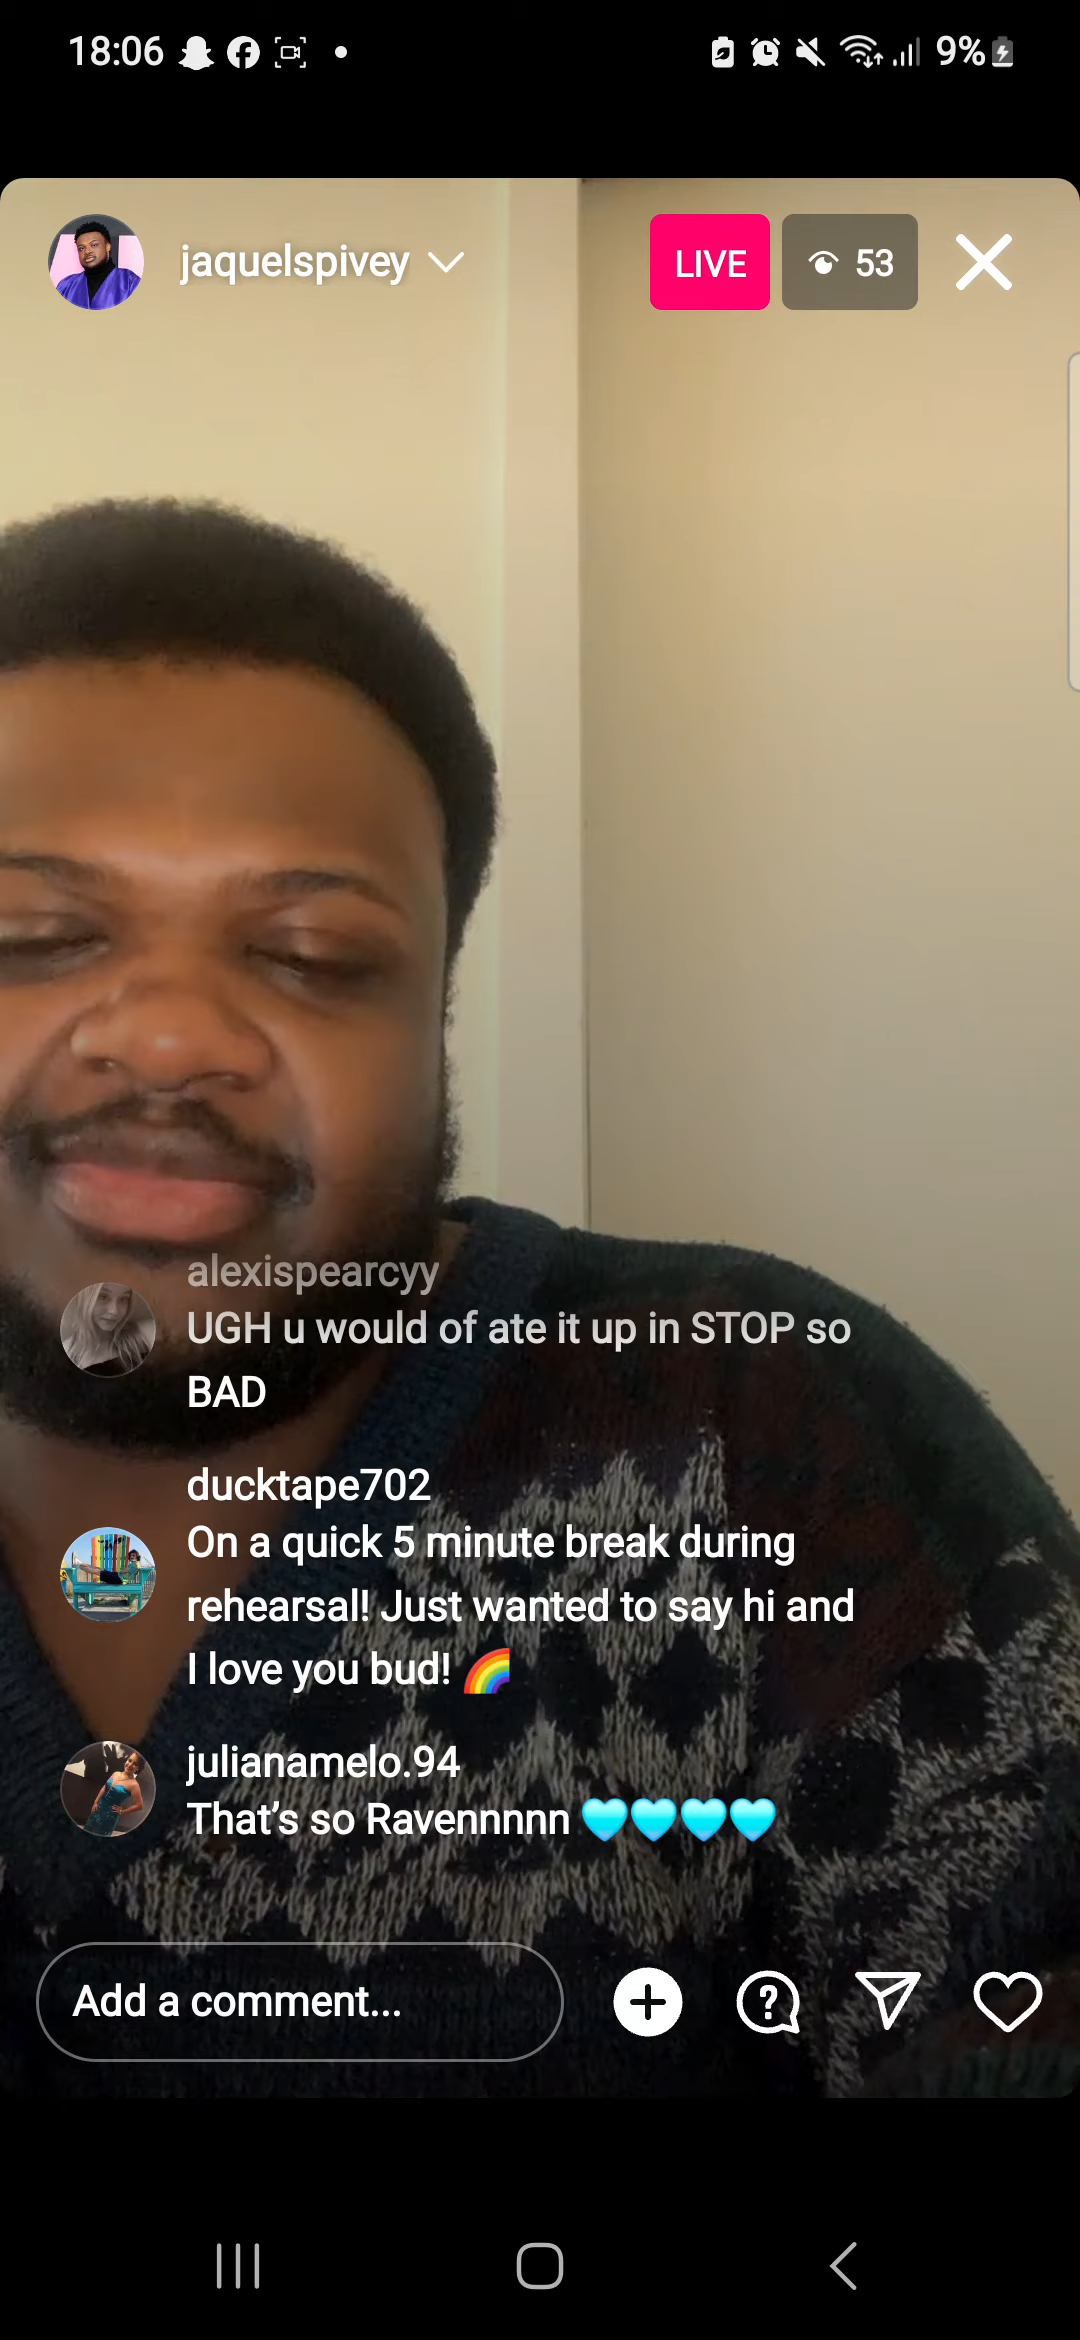 18:06
9%
jaquelspivey
LIVE
53
alexispearcyy
UGH u would of ate it up in STOP so
BAD
ducktape702
On a quick 5 minute break during
rehearsal! Just wanted to say hi and
I love you bud! 🌈
julianamelo.94
That’s so Ravennnnn 🩵🩵🩵🩵
Add a comment...